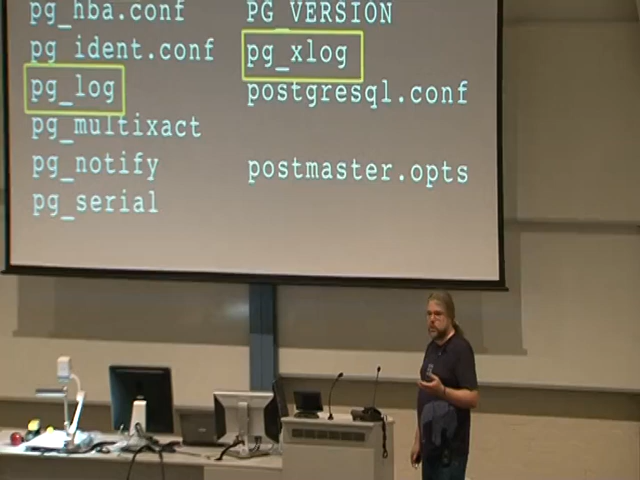 pg_hba.conf
pg_ident.conf
pg_log
pg_multixact
pg_notify
pg_serial
PG_VERSION
pg_xlog
postgresql.conf
postmaster.opts